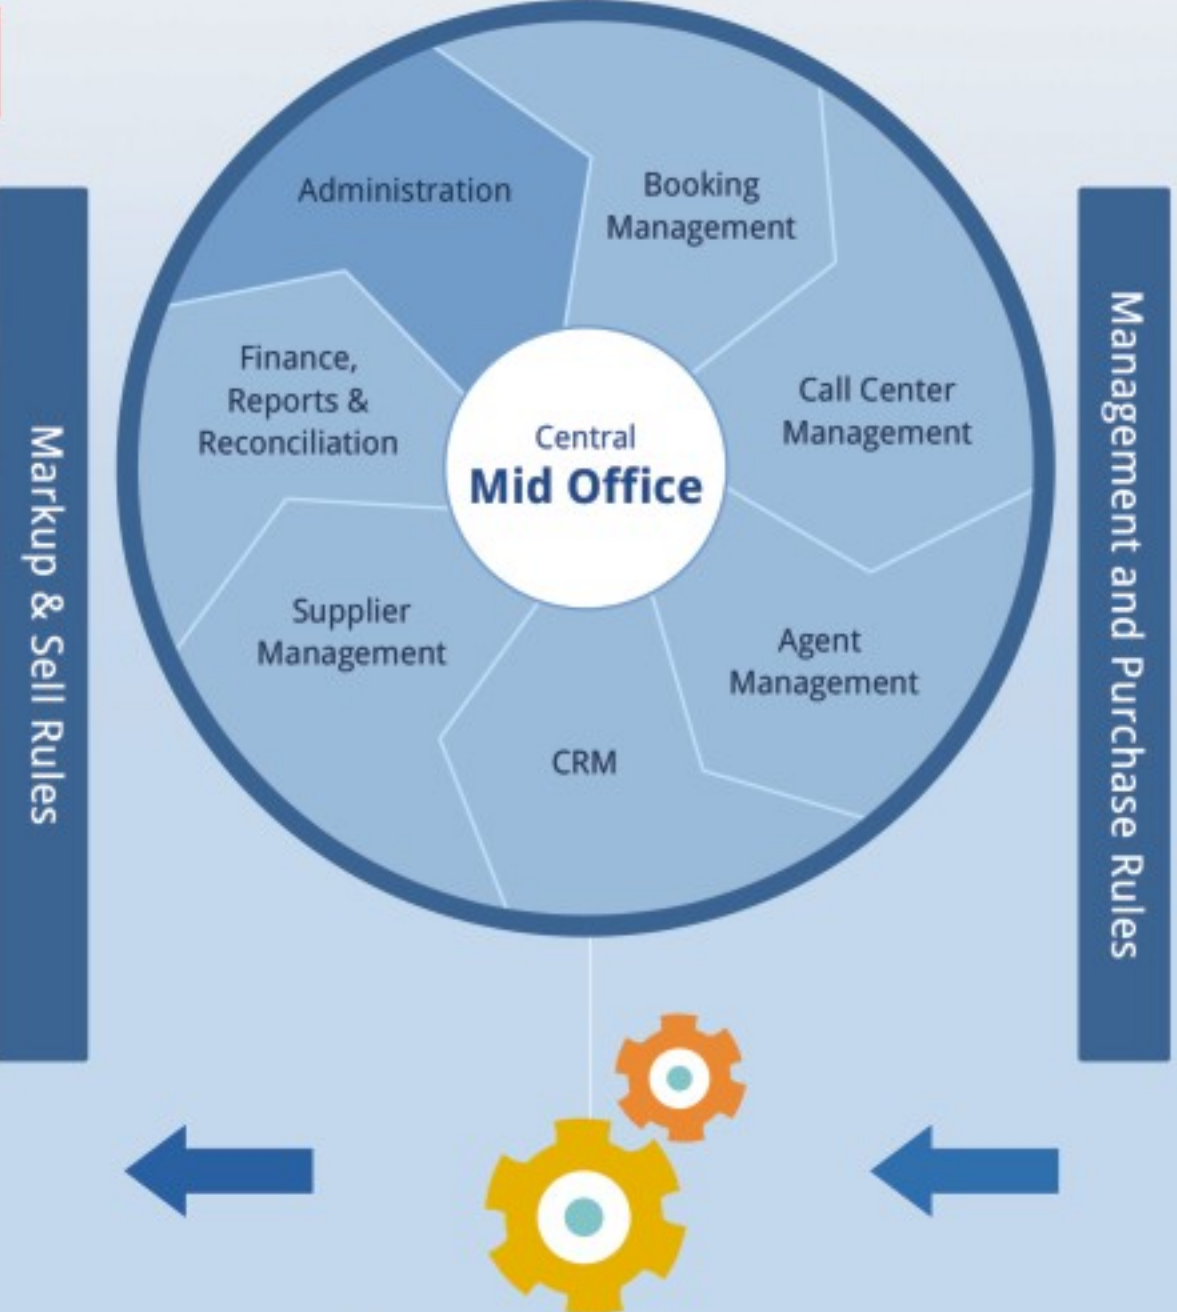 Administration
Booking
Management
Finance,
Reports &
Reconciliation
Call Center
Management
Central
Mid Office
Supplier
Management
Agent
Management
CRM
Markup & Sell Rules
Management and Purchase Rules